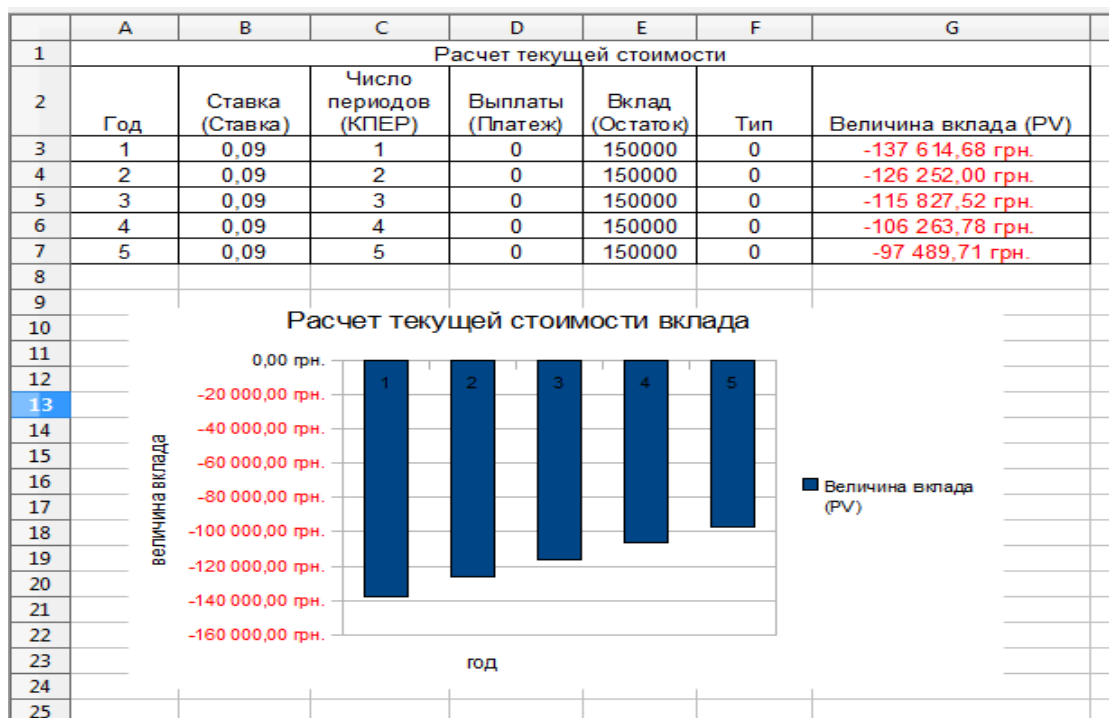 A B C D E F G
1 Расчет текущей стоимости
2 Год Ставка (Ставка) Число периодов (КПЕР) Выплаты (Платеж) Вклад (Остаток) Тип Величина вклада (PV)
3 1 0,09 1 0 150000 0 -137 614,68 грн.
4 2 0,09 2 0 150000 0 -126 252,00 грн.
5 3 0,09 3 0 150000 0 -115 827,52 грн.
6 4 0,09 4 0 150000 0 -106 263,78 грн.
7 5 0,09 5 0 150000 0 -97 489,71 грн.
8
9
10
11
12
13
14
15
16
17
18
19
20
21
22
23
24
25
Расчет текущей стоимости вклада
0,00 грн.
-20 000,00 грн.
-40 000,00 грн.
-60 000,00 грн.
-80 000,00 грн.
-100 000,00 грн.
-120 000,00 грн.
-140 000,00 грн.
-160 000,00 грн.
1 2 3 4 5
величина вклада
год
Величина вклада
(PV)